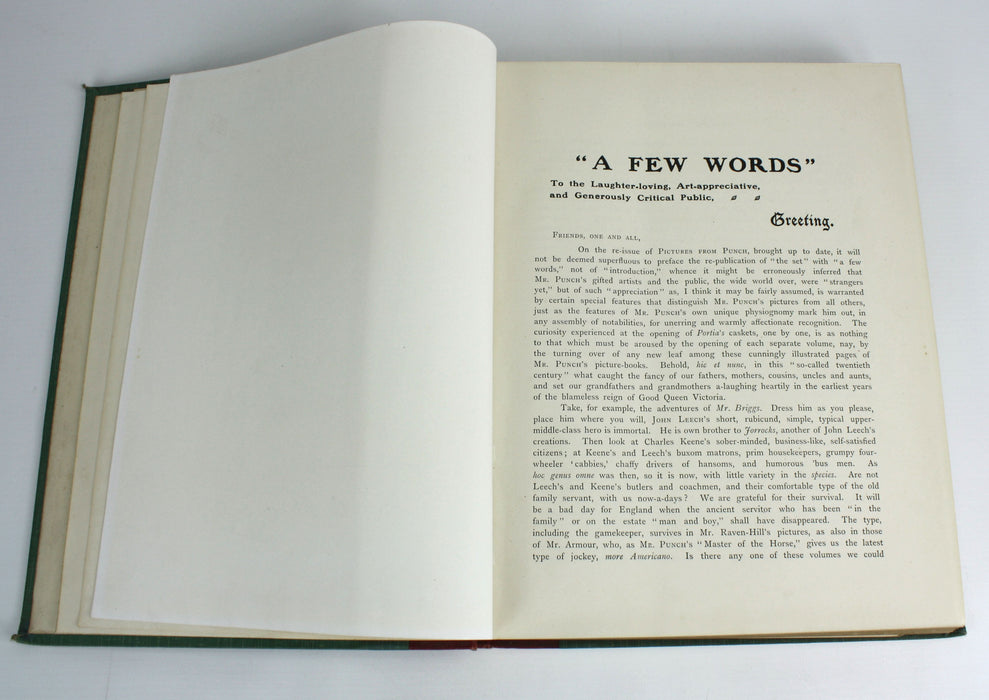 “A FEW WORDS”
To the Laughter-loving, Art-appreciative,
and Generously Critical Public,
Greeting.
FRIENDS, ONE AND ALL,
On the re-issue of PICTURES FROM PUNCH, brought up to date, it will
not be deemed superfluous to preface the re-publication of “the set” with “a few
words,” not of “introduction,” whence it might be erroneously inferred that
MR. PUNCH’S gifted artists and the public, the wide world over, were “strangers
yet,” but of such “appreciation” as, I think it may be fairly assumed, is warranted
by certain special features that distinguish MR. PUNCH’S pictures from all others,
just as the features of MR. PUNCH’S own unique physiognomy mark him out, in
any assembly of notabilities, for unerring and warmly affectionate recognition. The
curiosity experienced at the opening of Portia’s caskets, one by one, is as nothing
to that which must be aroused by the opening of each separate volume, nay, by
the turning over of any new leaf among these cunningly illustrated pages of
MR. PUNCH’S picture-books. Behold, hic et nunc, in this “so-called twentieth
century” what caught the fancy of our fathers, mothers, cousins, uncles and aunts,
and set our grandfathers and grandmothers a-laughing heartily in the earliest years
of the blameless reign of Good Queen Victoria.
Take, for example, the adventures of Mr. Briggs. Dress him as you please,
place him where you will, JOHN LEECH’S short, rubicund, simple, typical upper-
middle-class hero is immortal. He is own brother to Jorrocks, another of John Leech’s
creations. Then look at Charles Keene’s sober-minded, business-like, self-satisfied
citizens; at Keene’s and Leech’s buxom matrons, prim housekeepers, grumpy four-
wheeler ‘cabbies,’ chaffy drivers of hansoms, and humorous ’bus men. As
hoc genus omne was then, so it is now, with little variety in the species. Are not
Leech’s and Keene’s butlers and coachmen, and their comfortable type of the old
family servant, with us now-a-days? We are grateful for their survival. It will
be a bad day for England when the ancient servitor who has been “in the
family” or on the estate “man and boy,” shall have disappeared. The type,
including the gamekeeper, survives in Mr. Raven-Hill’s pictures, as also in those
of Mr. Armour, who, as MR. PUNCH’S “Master of the Horse,” gives us the latest
type of jockey, more Americano. Is there any one of these volumes we could